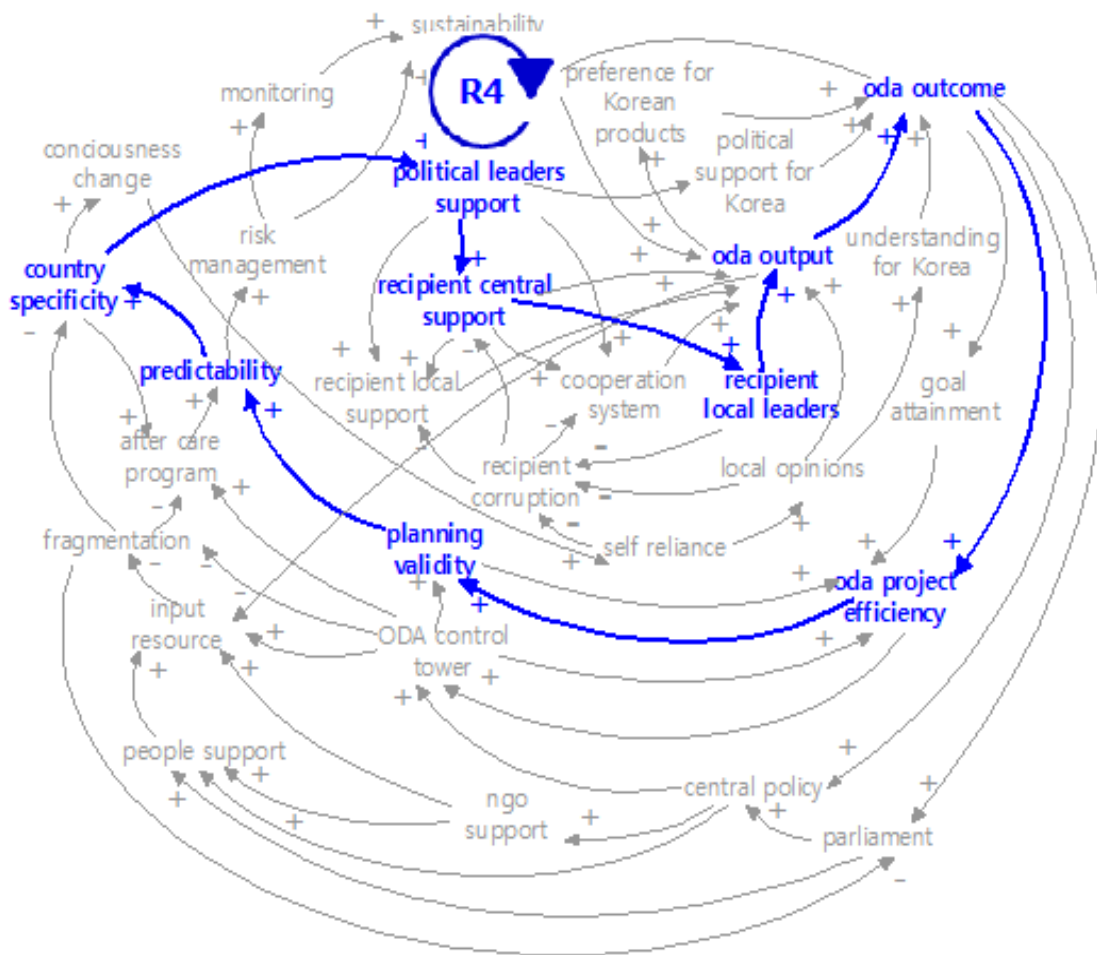 sustainability
R4
monitoring
preference for
Korean
products
oda outcome
conciousness
change
political leaders
support
political
support for
Korea
risk
management
country
specificity
recipient central
support
oda output
understanding
for Korea
predictability
recipient local
support
cooperation
system
recipient
local leaders
goal
attainment
after care
program
recipient
corruption
local opinions
fragmentation
planning
validity
self reliance
oda project
efficiency
input
resource
ODA control
tower
people support
ngo
support
central policy
parliament